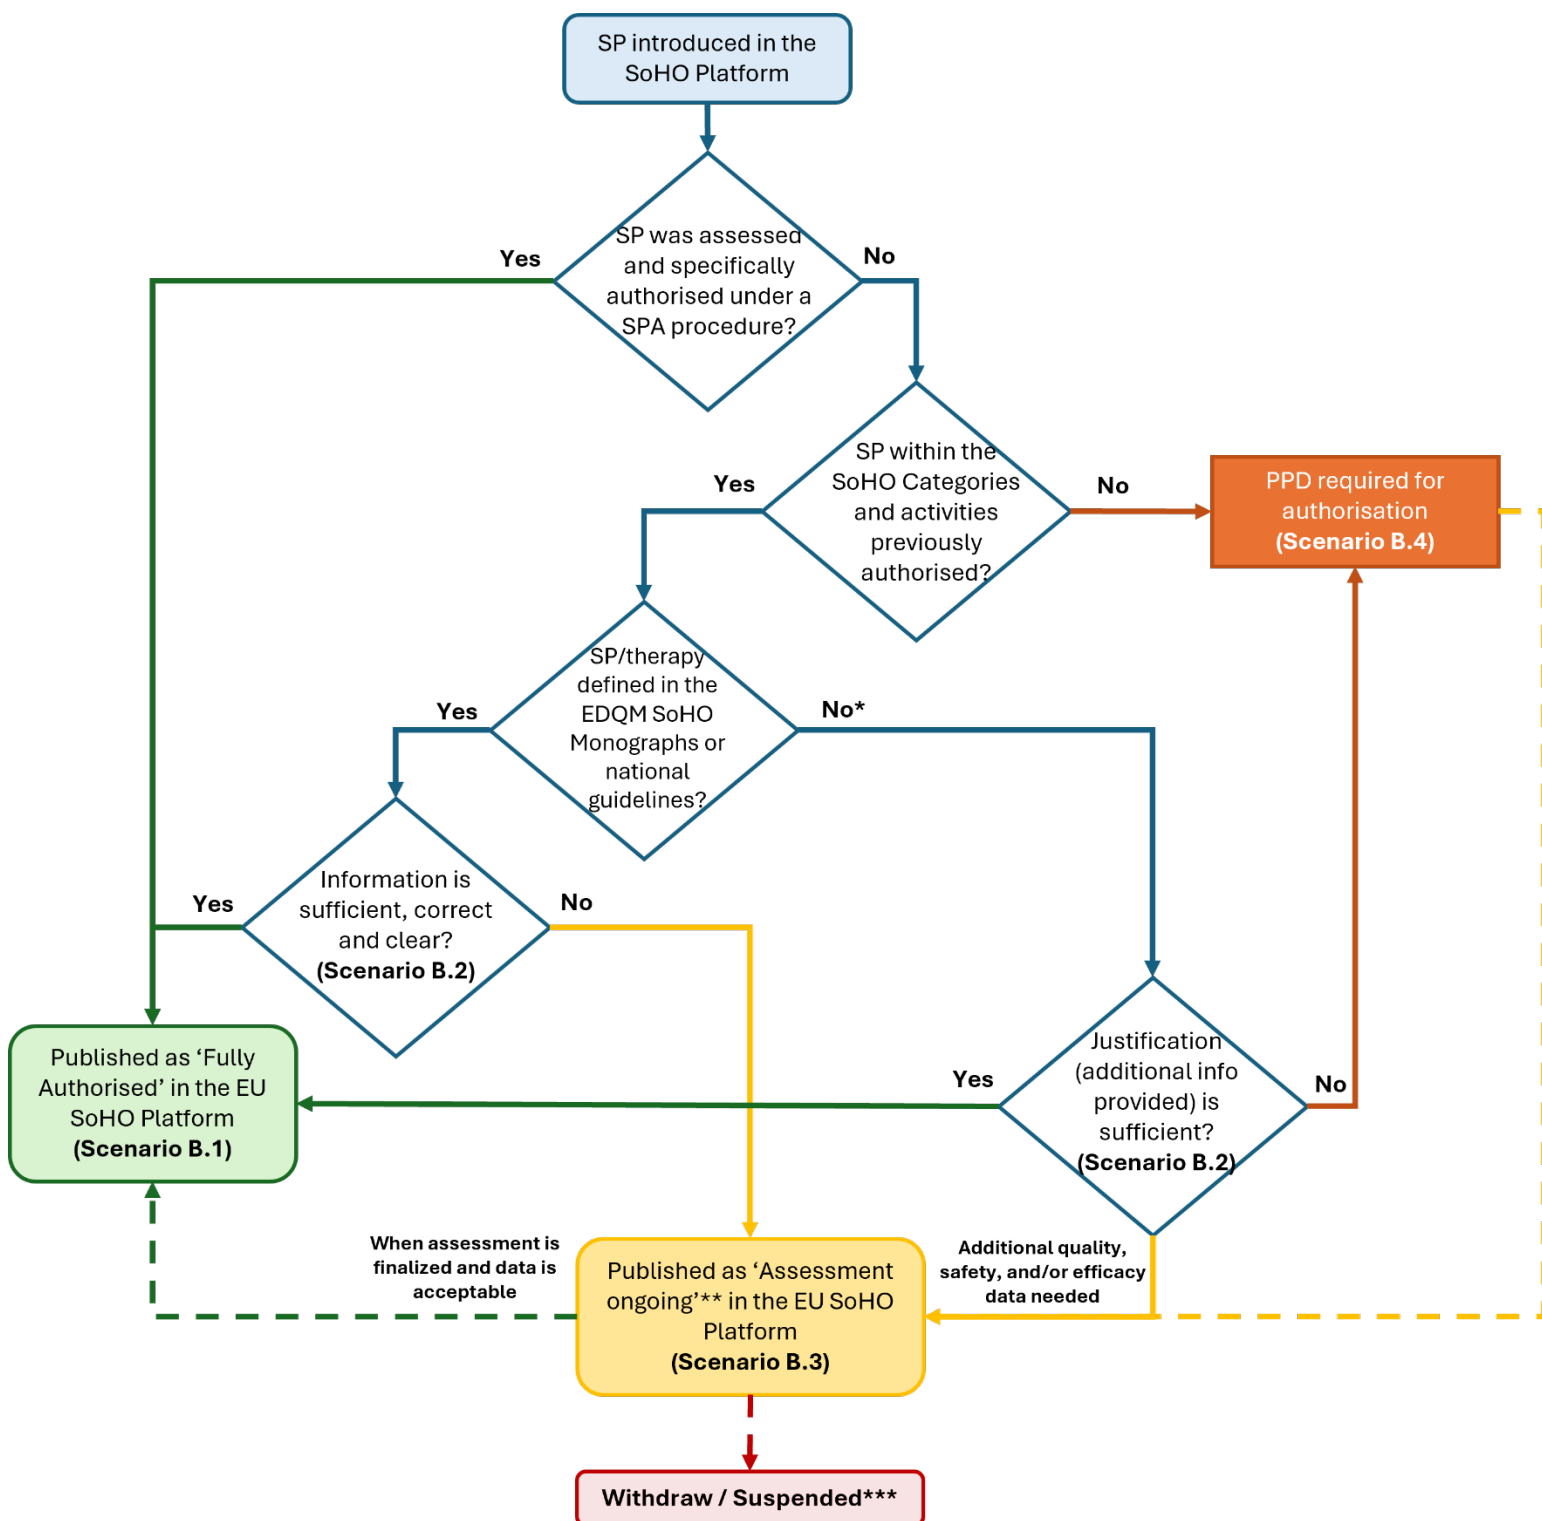 SP introduced in the
SoHO Platform
SP was assessed
and specifically
authorised under a
SPA procedure?
Yes
No
SP within the
SoHO Categories
and activities
previously
authorised?
Yes
No
PPD required for
authorisation
(Scenario B.4)
SP/therapy
defined in the
EDQM SoHO
Monographs or
national
guidelines?
Yes
No*
Information is
sufficient, correct
and clear?
(Scenario B.2)
Yes
No
Published as ‘Fully
Authorised’ in the EU
SoHO Platform
(Scenario B.1)
Justification
(additional info
provided) is
sufficient?
(Scenario B.2)
Yes
No
When assessment is
finalized and data is
acceptable
Published as ‘Assessment
ongoing’** in the EU SoHO
Platform
(Scenario B.3)
Additional quality,
safety, and/or efficacy
data needed
Withdraw / Suspended***